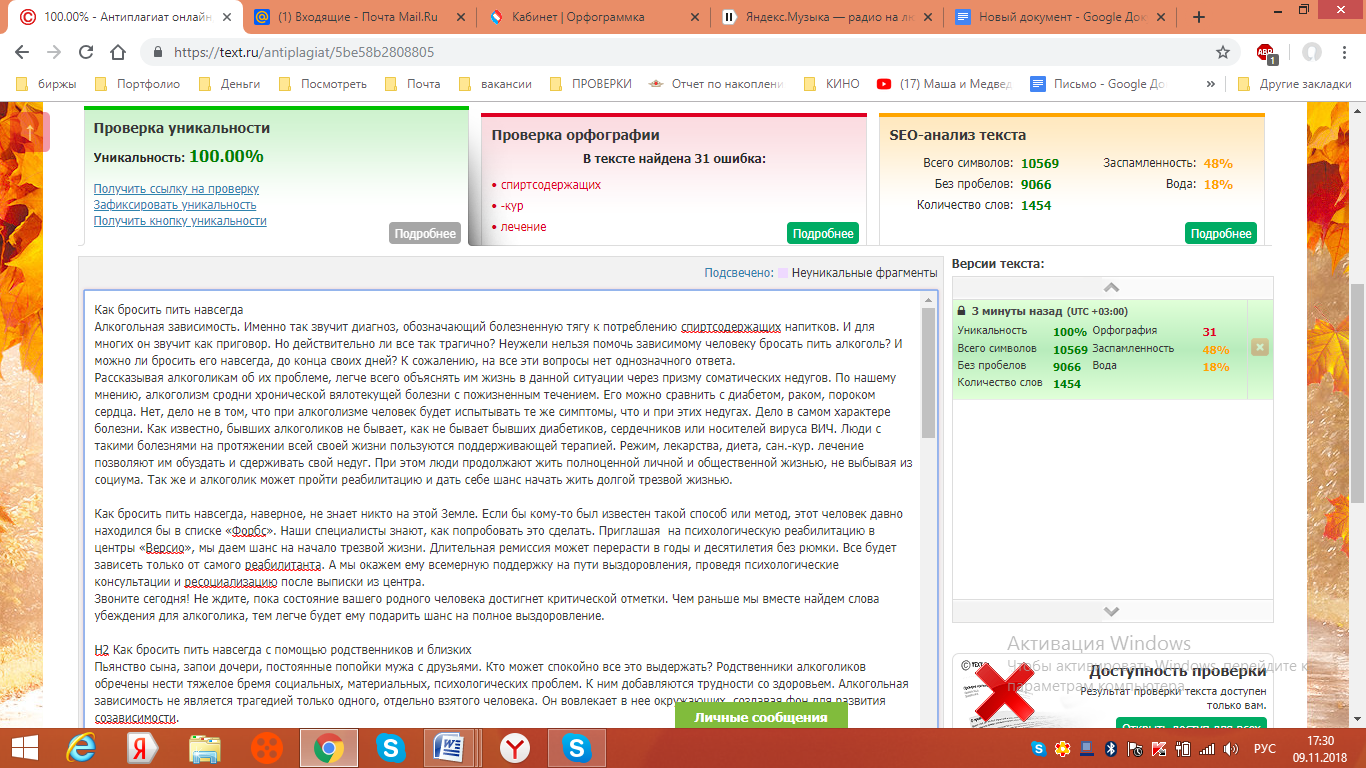 100.00% - Антиплагиат онлайн
(1) Входящие - Почта Mail.Ru
Кабинет | Орфограммка
Яндекс.Музыка — радио на лю
Новый документ - Google Док
https://text.ru/antiplagiat/5be58b2808805
ABP
1
биржы
Портфолио
Деньги
Посмотреть
Почта
вакансии
ПРОВЕРКИ
Отчет по накоплени
КИНО
(17) Маша и Медвед
Письмо - Google До
»
Другие закладки
Проверка уникальности
Уникальность: 100.00%
Получить ссылку на проверку
Зафиксировать уникальность
Получить кнопку уникальности
Подробнее
Проверка орфографии
В тексте найдена 31 ошибка:
• спиртсодержащих
• -кур
• лечение
Подробнее
SEO-анализ текста
Всего символов: 10569 Заспамленность: 48%
Без пробелов: 9066 Вода: 18%
Количество слов: 1454
Подробнее
Подсвечено: Неуникальные фрагменты
Как бросить пить навсегда
Алкогольная зависимость. Именно так звучит диагноз, обозначающий болезненную тягу к потреблению спиртсодержащих напитков. И для
многих он звучит как приговор. Но действительно ли все так трагично? Неужели нельзя помочь зависимому человеку бросать пить алкоголь? И
можно ли бросить его навсегда, до конца своих дней? К сожалению, на все эти вопросы нет однозначного ответа.
Рассказывая алкоголикам об их проблеме, легче всего объяснять им жизнь в данной ситуации через призму соматических недугов. По нашему
мнению, алкоголизм сродни хронической вялотекущей болезни с пожизненным течением. Его можно сравнить с диабетом, раком, пороком
сердца. Нет, дело не в том, что при алкоголизме человек будет испытывать те же симптомы, что и при этих недугах. Дело в самом характере
болезни. Как известно, бывших алкоголиков не бывает, как не бывает бывших диабетиков, сердечников или носителей вируса ВИЧ. Люди с
такими болезнями на протяжении всей своей жизни пользуются поддерживающей терапией. Режим, лекарства, диета, сан.-кур. лечение
позволяют им обуздать и сдерживать свой недуг. При этом люди продолжают жить полноценной личной и общественной жизнью, не выбывая из
социума. Так же и алкоголик может пройти реабилитацию и дать себе шанс начать жить долгой трезвой жизнью.
Как бросить пить навсегда, наверное, не знает никто на этой Земле. Если бы кому-то был известен такой способ или метод, этот человек давно
находился бы в списке «Форбс». Наши специалисты знают, как попробовать это сделать. Приглашая  на психологическую реабилитацию в
центры «Версио», мы даем шанс на начало трезвой жизни. Длительная ремиссия может перерасти в годы и десятилетия без рюмки. Все будет
зависеть только от самого реабилитанта. А мы окажем ему всемерную поддержку на пути выздоровления, проведя психологические
консультации и ресоциализацию после выписки из центра.
Звоните сегодня! Не ждите, пока состояние вашего родного человека достигнет критической отметки. Чем раньше мы вместе найдем слова
убеждения для алкоголика, тем легче будет ему подарить шанс на полное выздоровление.
H2 Как бросить пить навсегда с помощью родственников и близких
Пьянство сына, запои дочери, постоянные попойки мужа с друзьями. Кто может спокойно все это выдержать? Родственники алкоголиков
обречены нести тяжелое бремя социальных, материальных, психологических проблем. К ним добавляются трудности со здоровьем. Алкогольная
зависимость не является трагедией только одного, отдельно взятого человека. Он вовлекает в нее окружающих, создавая фон для развития
созависимости.
Личные сообщения
Версии текста:
3 минуты назад (UTC +03:00)
Уникальность 100% Орфография 31
Всего символов 10569 Заспамленность 48%
Без пробелов 9066 Вода 18%
Количество слов 1454
Активация Windows
Чтобы активировать Windows, перейдите к
параметрам компьютера.
Доступность проверки
Результат проверки текста доступен
только вам.
Открыть доступ для всех
РУС
17:30
09.11.2018